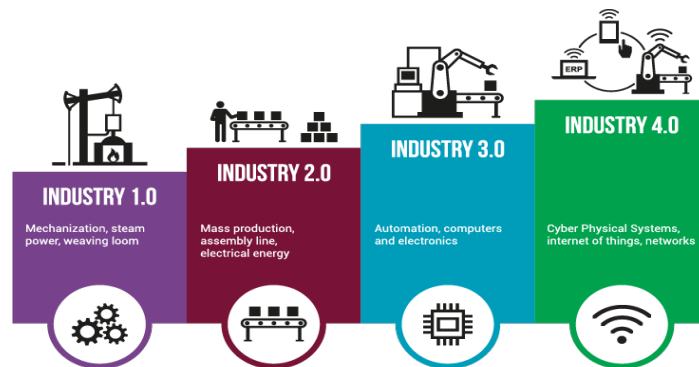 ERP
INDUSTRY 1.0
Mechanization, steam
power, weaving loom
INDUSTRY 2.0
Mass production,
assembly line,
electrical energy
INDUSTRY 3.0
Automation, computers
and electronics
INDUSTRY 4.0
Cyber Physical Systems,
internet of things, networks